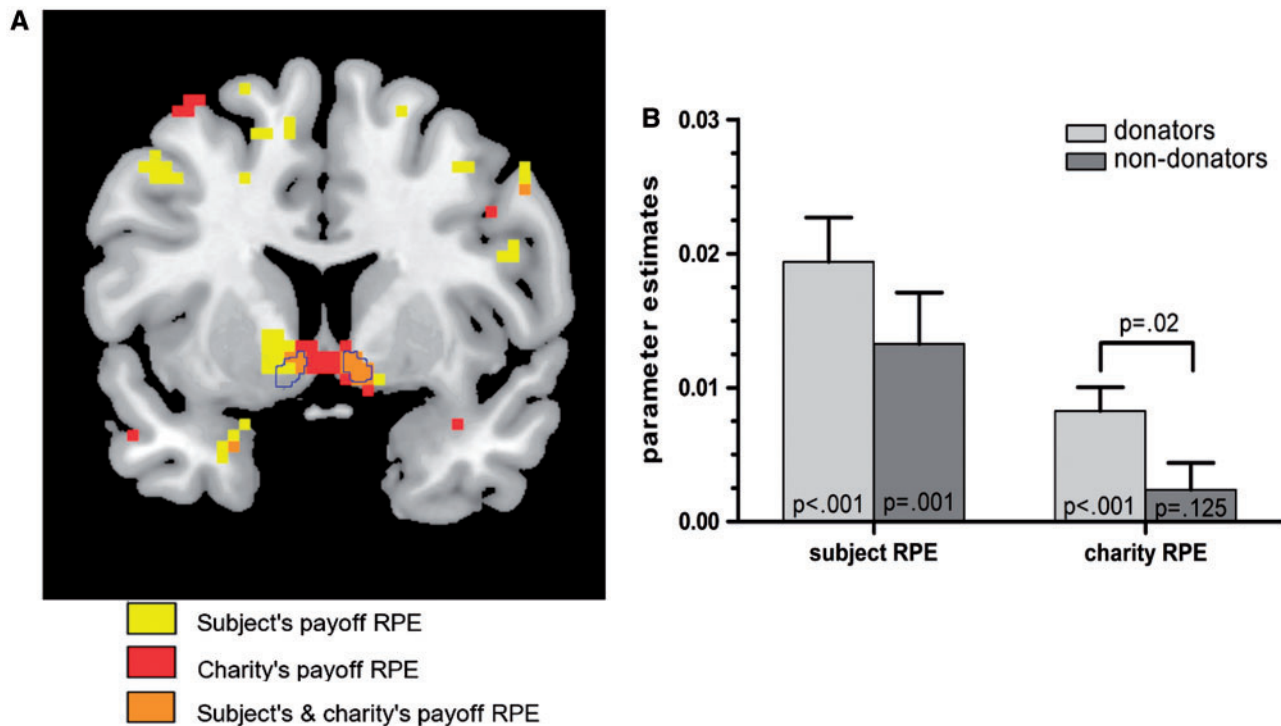 A
Subject's payoff RPE
Charity's payoff RPE
Subject's & charity's payoff RPE
B
donators
non-donators
parameter estimates
0.03
0.02
0.01
0.00
p=.02
p<.001
p=.001
p<.001
p=.125
subject RPE
charity RPE